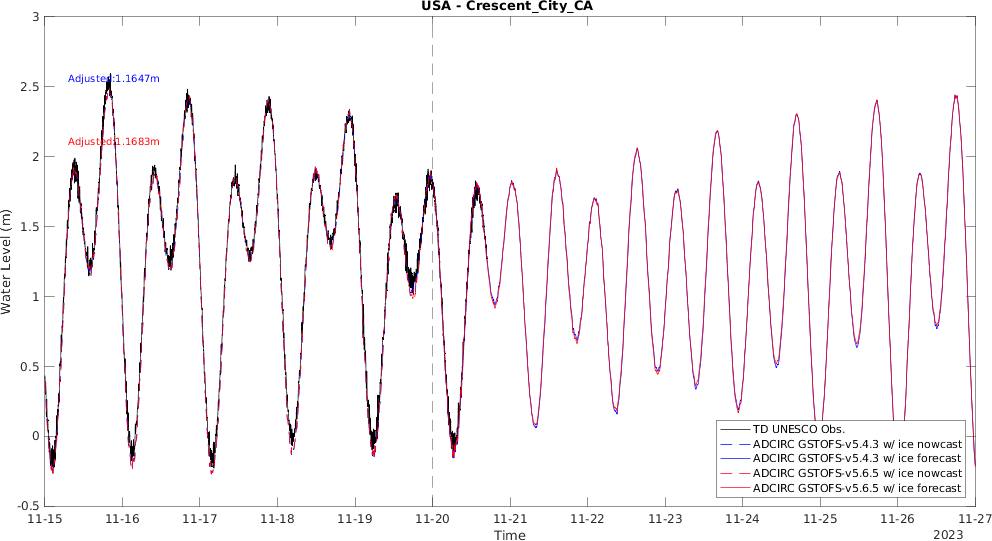 USA - Crescent_City_CA
3
2.5
2
1.5
1
0.5
0
-0.5
Water Level (m)
Adjusted:1.1647m
Adjusted:1.1683m
TD UNESCO Obs.
ADCIRC GSTOFS-v5.4.3 w/ ice nowcast
ADCIRC GSTOFS-v5.4.3 w/ ice forecast
ADCIRC GSTOFS-v5.6.5 w/ ice nowcast
ADCIRC GSTOFS-v5.6.5 w/ ice forecast
11-15 11-16 11-17 11-18 11-19 11-20 11-21 11-22 11-23 11-24 11-25 11-26 11-27
Time
2023